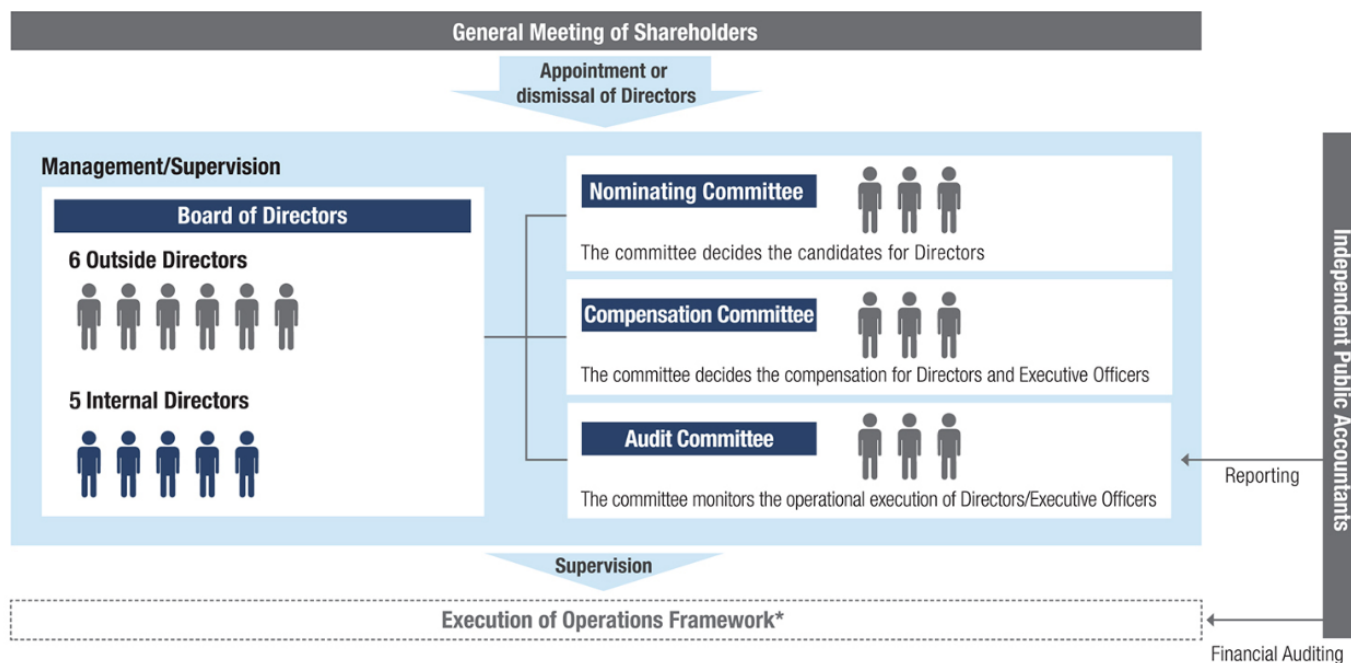 General Meeting of Shareholders
Appointment or
dismissal of Directors
Management/Supervision
Board of Directors
6 Outside Directors
5 Internal Directors
Nominating Committee
The committee decides the candidates for Directors
Compensation Committee
The committee decides the compensation for Directors and Executive Officers
Audit Committee
The committee monitors the operational execution of Directors/Executive Officers
Independent Public Accountants
Reporting
Supervision
Execution of Operations Framework*
Financial Auditing